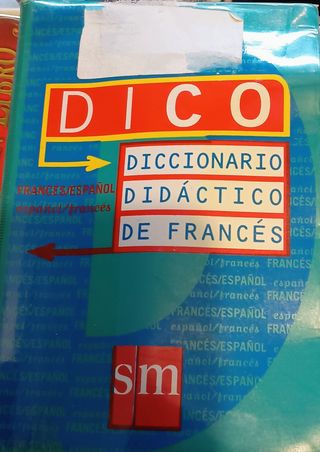 DICO
DICCIONARIO
DIDÁCTICO
DE FRANCÉS
FRANCÉS/ESPAÑOL
español/francés
sm